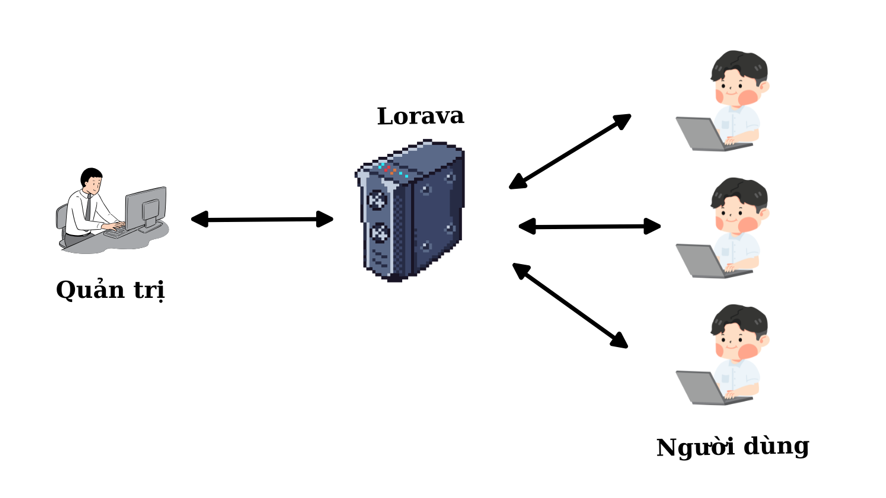 Lorava
Quản trị
Người dùng